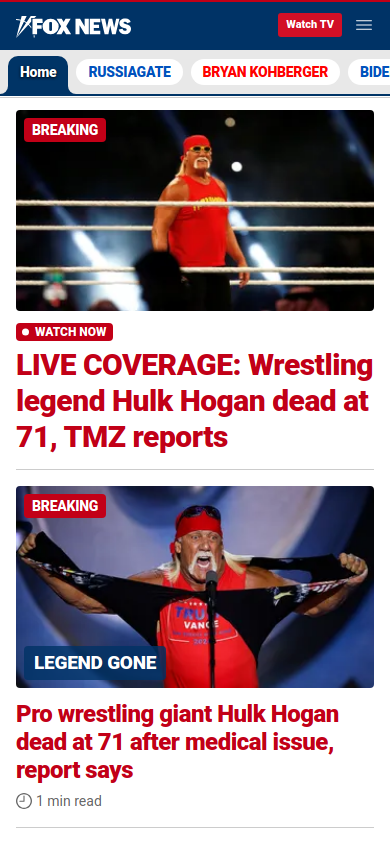 FOX NEWS
Watch TV
Home
RUSSIAGATE
BRYAN KOHBERGER
BIDE
BREAKING
WATCH NOW
LIVE COVERAGE: Wrestling
legend Hulk Hogan dead at
71, TMZ reports
BREAKING
TRUMP
VANCE
LEGEND GONE
Pro wrestling giant Hulk Hogan
dead at 71 after medical issue,
report says
1 min read